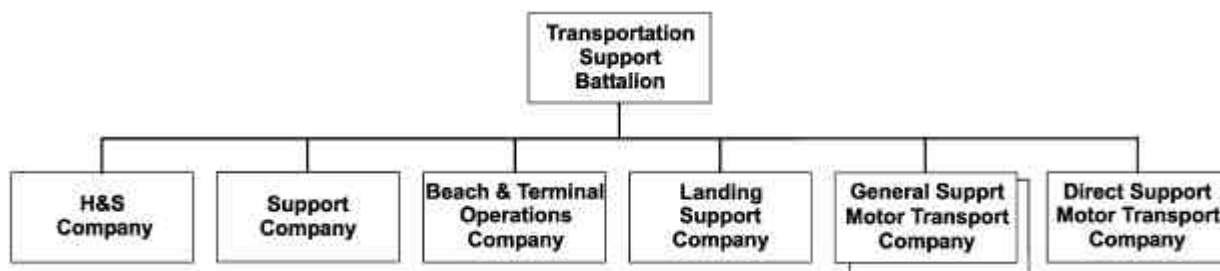 Transportation
Support
Battalion
H&S
Company
Support
Company
Beach & Terminal
Operations
Company
Landing
Support
Company
General Supprt
Motor Transport
Company
Direct Support
Motor Transport
Company